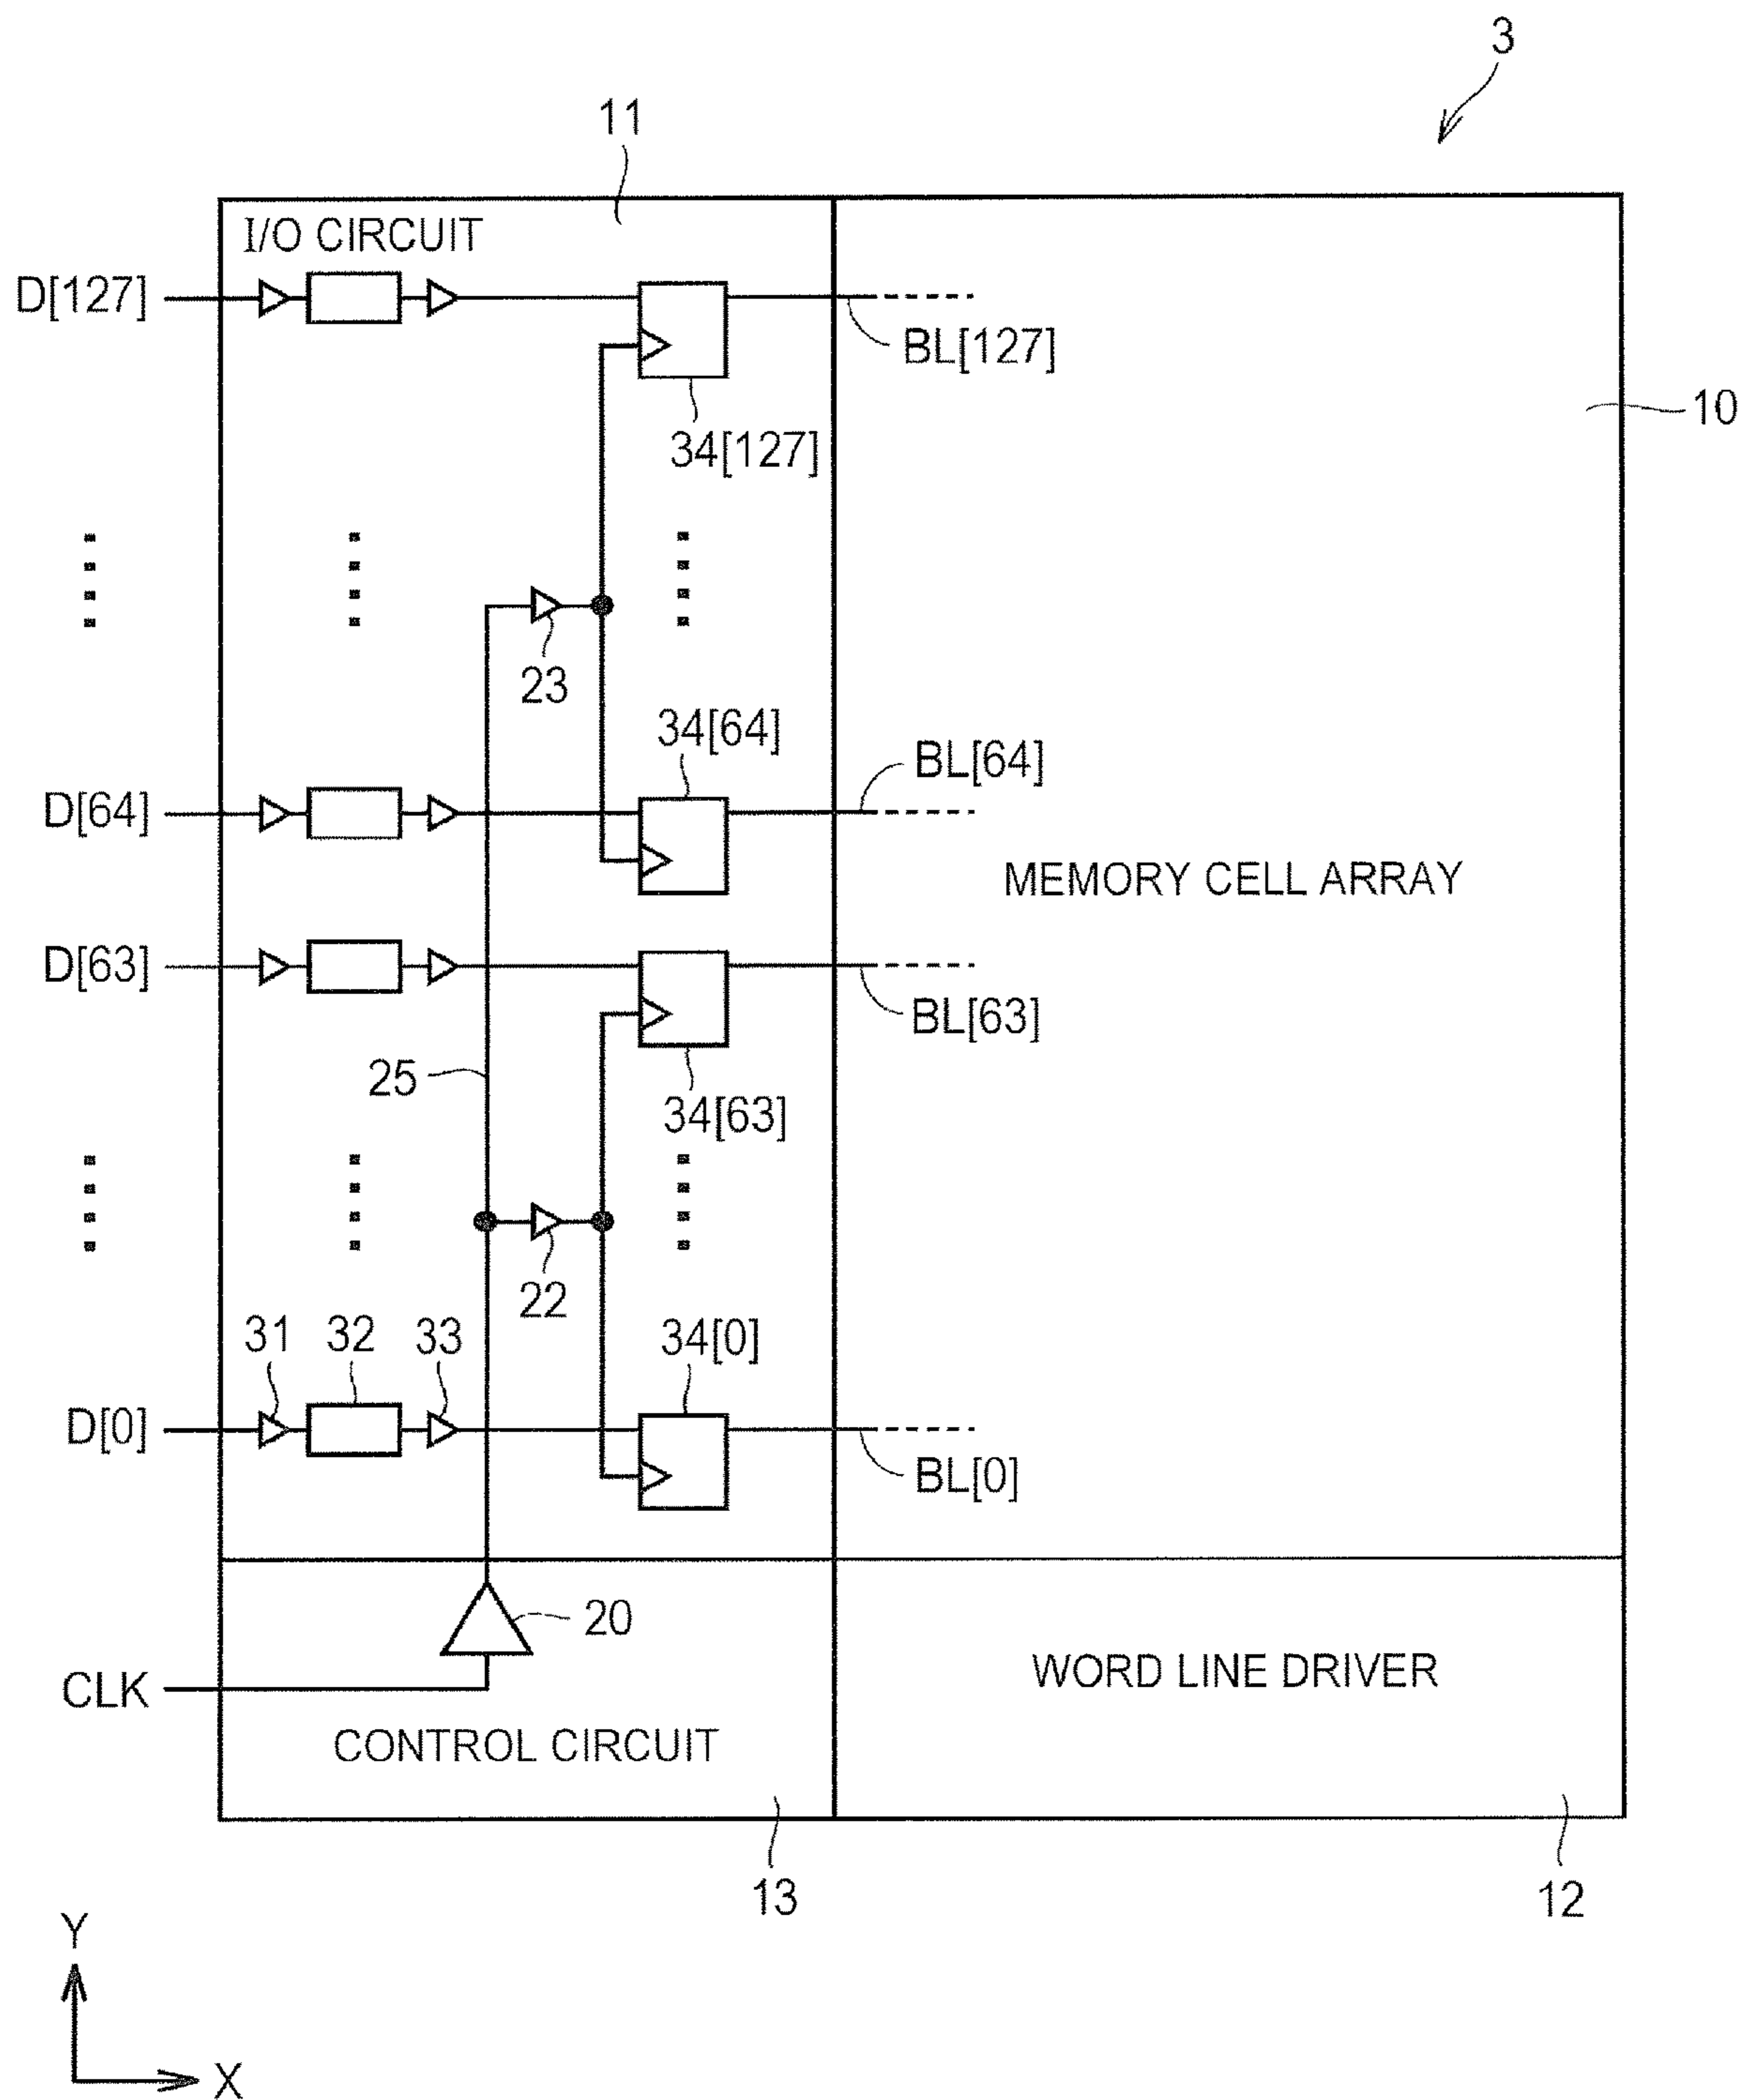 3
11
I/O CIRCUIT
D[127]
BL[127]
10
34[127]
23
34[64]
BL[64]
D[64]
MEMORY CELL ARRAY
D[63]
BL[63]
25
34[63]
22
31 32 33 34[0]
D[0]
BL[0]
20
CLK
WORD LINE DRIVER
CONTROL CIRCUIT
13
12
Y
X